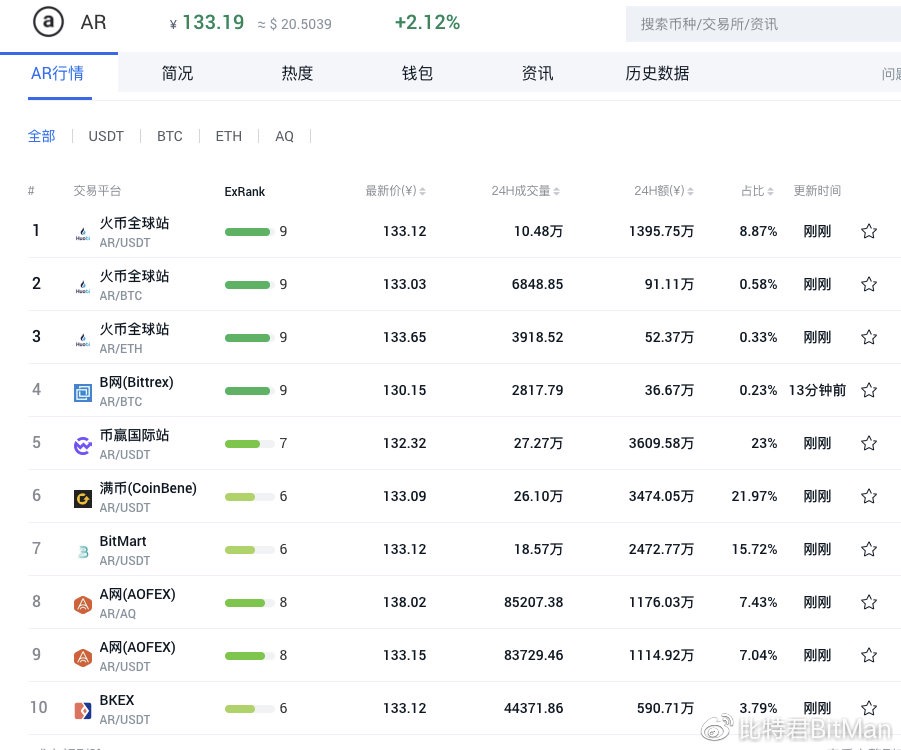 a AR ¥ 133.19 ≈ $ 20.5039 +2.12% 搜索币种/交易所/资讯
AR行情 简况 热度 钱包 资讯 历史数据
全部 USDT BTC ETH AQ
# 交易平台 ExRank 最新价(¥) 24H成交量 24H额(¥) 占比 更新时间
1 火币全球站 9 133.12 10.48万 1395.75万 8.87% 刚刚
Huobi AR/USDT
2 火币全球站 9 133.03 6848.85 91.11万 0.58% 刚刚
Huobi AR/BTC
3 火币全球站 9 133.65 3918.52 52.37万 0.33% 刚刚
Huobi AR/ETH
4 B网(Bittrex) 9 130.15 2817.79 36.67万 0.23% 13分钟前
AR/BTC
5 币赢国际站 7 132.32 27.27万 3609.58万 23% 刚刚
AR/USDT
6 满币(CoinBene) 6 133.09 26.10万 3474.05万 21.97% 刚刚
AR/USDT
7 BitMart 6 133.12 18.57万 2472.77万 15.72% 刚刚
AR/USDT
8 A网(AOFEX) 8 138.02 85207.38 1176.03万 7.43% 刚刚
AR/AQ
9 A网(AOFEX) 8 133.15 83729.46 1114.92万 7.04% 刚刚
AR/USDT
10 BKEX 6 133.12 44371.86 590.71万 3.79% 刚刚
AR/USDT
比特君BitMan